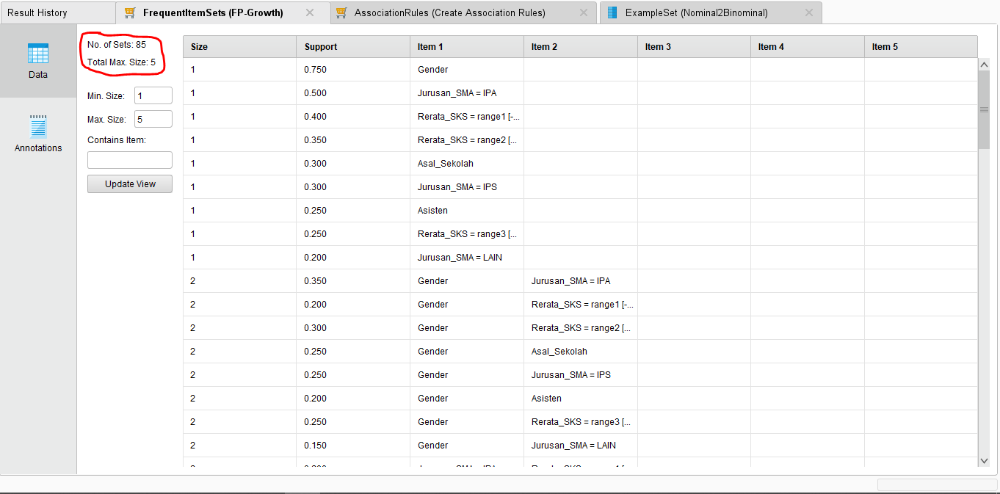 Result History
FrequentItemSets (FP-Growth)
AssociationRules (Create Association Rules)
ExampleSet (Nominal2Binominal)
Data
Annotations
No. of Sets: 85
Total Max. Size: 5
Min. Size: 1
Max. Size: 5
Contains Item:
Update View
Size Support Item 1 Item 2 Item 3 Item 4 Item 5
1 0.750 Gender
1 0.500 Jurusan_SMA = IPA
1 0.400 Rerata_SKS = range1 [-...
1 0.350 Rerata_SKS = range2 [...
1 0.300 Asal_Sekolah
1 0.300 Jurusan_SMA = IPS
1 0.250 Asisten
1 0.250 Rerata_SKS = range3 [...
1 0.200 Jurusan_SMA = LAIN
2 0.350 Gender Jurusan_SMA = IPA
2 0.200 Gender Rerata_SKS = range1 [-...
2 0.300 Gender Rerata_SKS = range2 [...
2 0.250 Gender Asal_Sekolah
2 0.250 Gender Jurusan_SMA = IPS
2 0.200 Gender Asisten
2 0.250 Gender Rerata_SKS = range3 [...
2 0.150 Gender Jurusan_SMA = LAIN